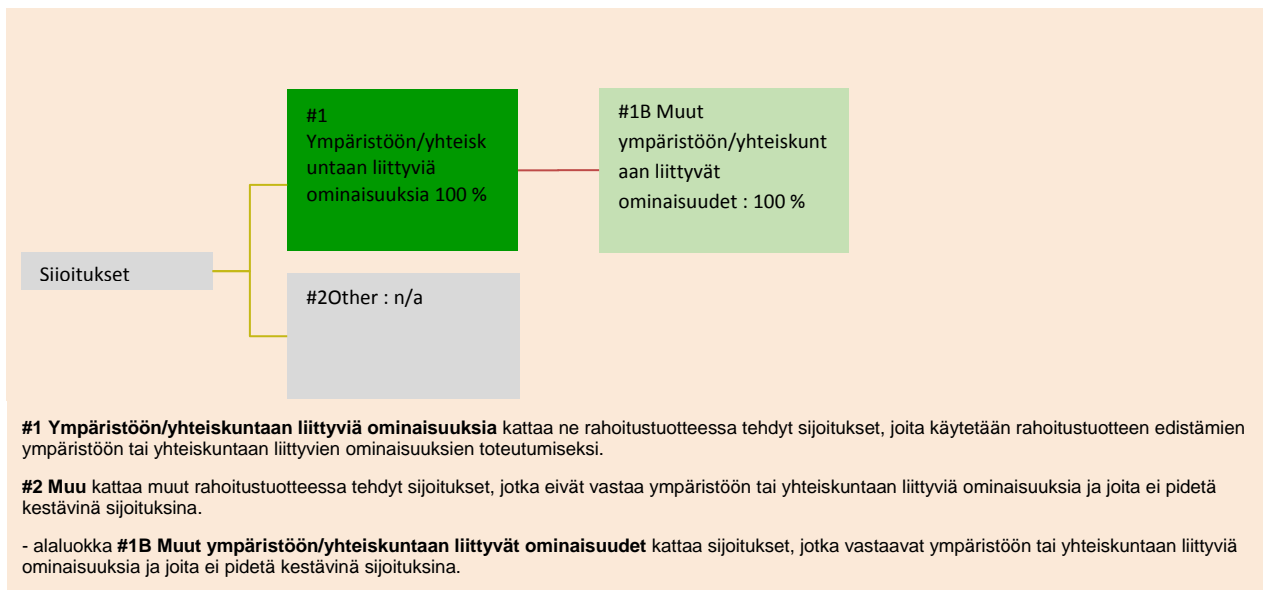 #1
Ympäristöön/yhteisk
untaan liittyviä
ominaisuuksia 100 %
#1B Muut
ympäristöön/yhteiskunt
aan liittyvät
ominaisuudet : 100 %
Siioitukset
#2Other : n/a
#1 Ympäristöön/yhteiskuntaan liittyviä ominaisuuksia kattaa ne rahoitustuotteessa tehdyt sijoitukset, joita käytetään rahoitustuotteen edistämien
ympäristöön tai yhteiskuntaan liittyvien ominaisuuksien toteutumiseksi.
#2 Muu kattaa muut rahoitustuotteessa tehdyt sijoitukset, jotka eivät vastaa ympäristöön tai yhteiskuntaan liittyviä ominaisuuksia ja joita ei pidetä
kestävinä sijoituksina.
- alaluokka #1B Muut ympäristöön/yhteiskuntaan liittyvät ominaisuudet kattaa sijoitukset, jotka vastaavat ympäristöön tai yhteiskuntaan liittyviä
ominaisuuksia ja joita ei pidetä kestävinä sijoituksina.